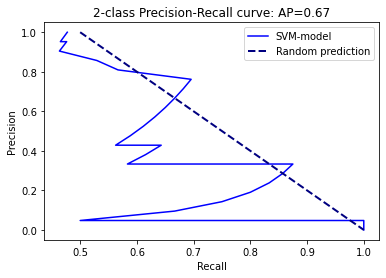 2-class Precision-Recall curve: AP=0.67
SVM-model
Random prediction
Precision
1.0
0.8
0.6
0.4
0.2
0.0
0.5
0.6
0.7
0.8
0.9
1.0
Recall